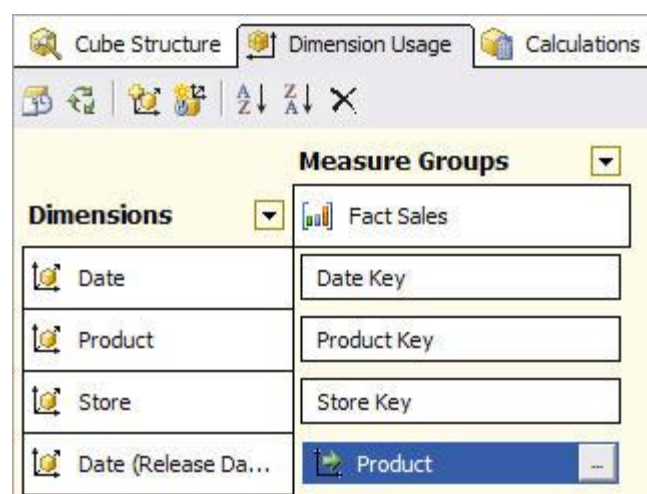 Cube Structure Dimension Usage Calculations
A Z Z A
Measure Groups
Dimensions Fact Sales
Date Date Key
Product Product Key
Store Store Key
Date (Release Da... Product ...